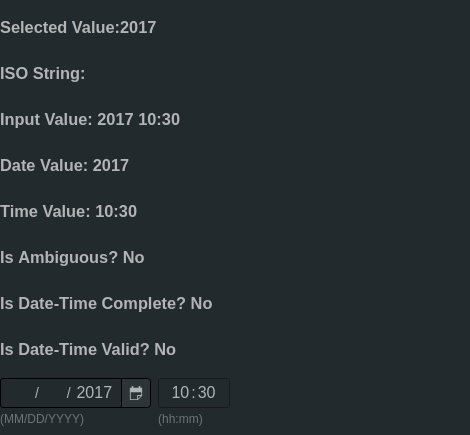 Selected Value:2017
ISO String:
Input Value: 2017 10:30
Date Value: 2017
Time Value: 10:30
Is Ambiguous? No
Is Date-Time Complete? No
Is Date-Time Valid? No
/ / 2017 10:30
(MM/DD/YYYY) (hh:mm)